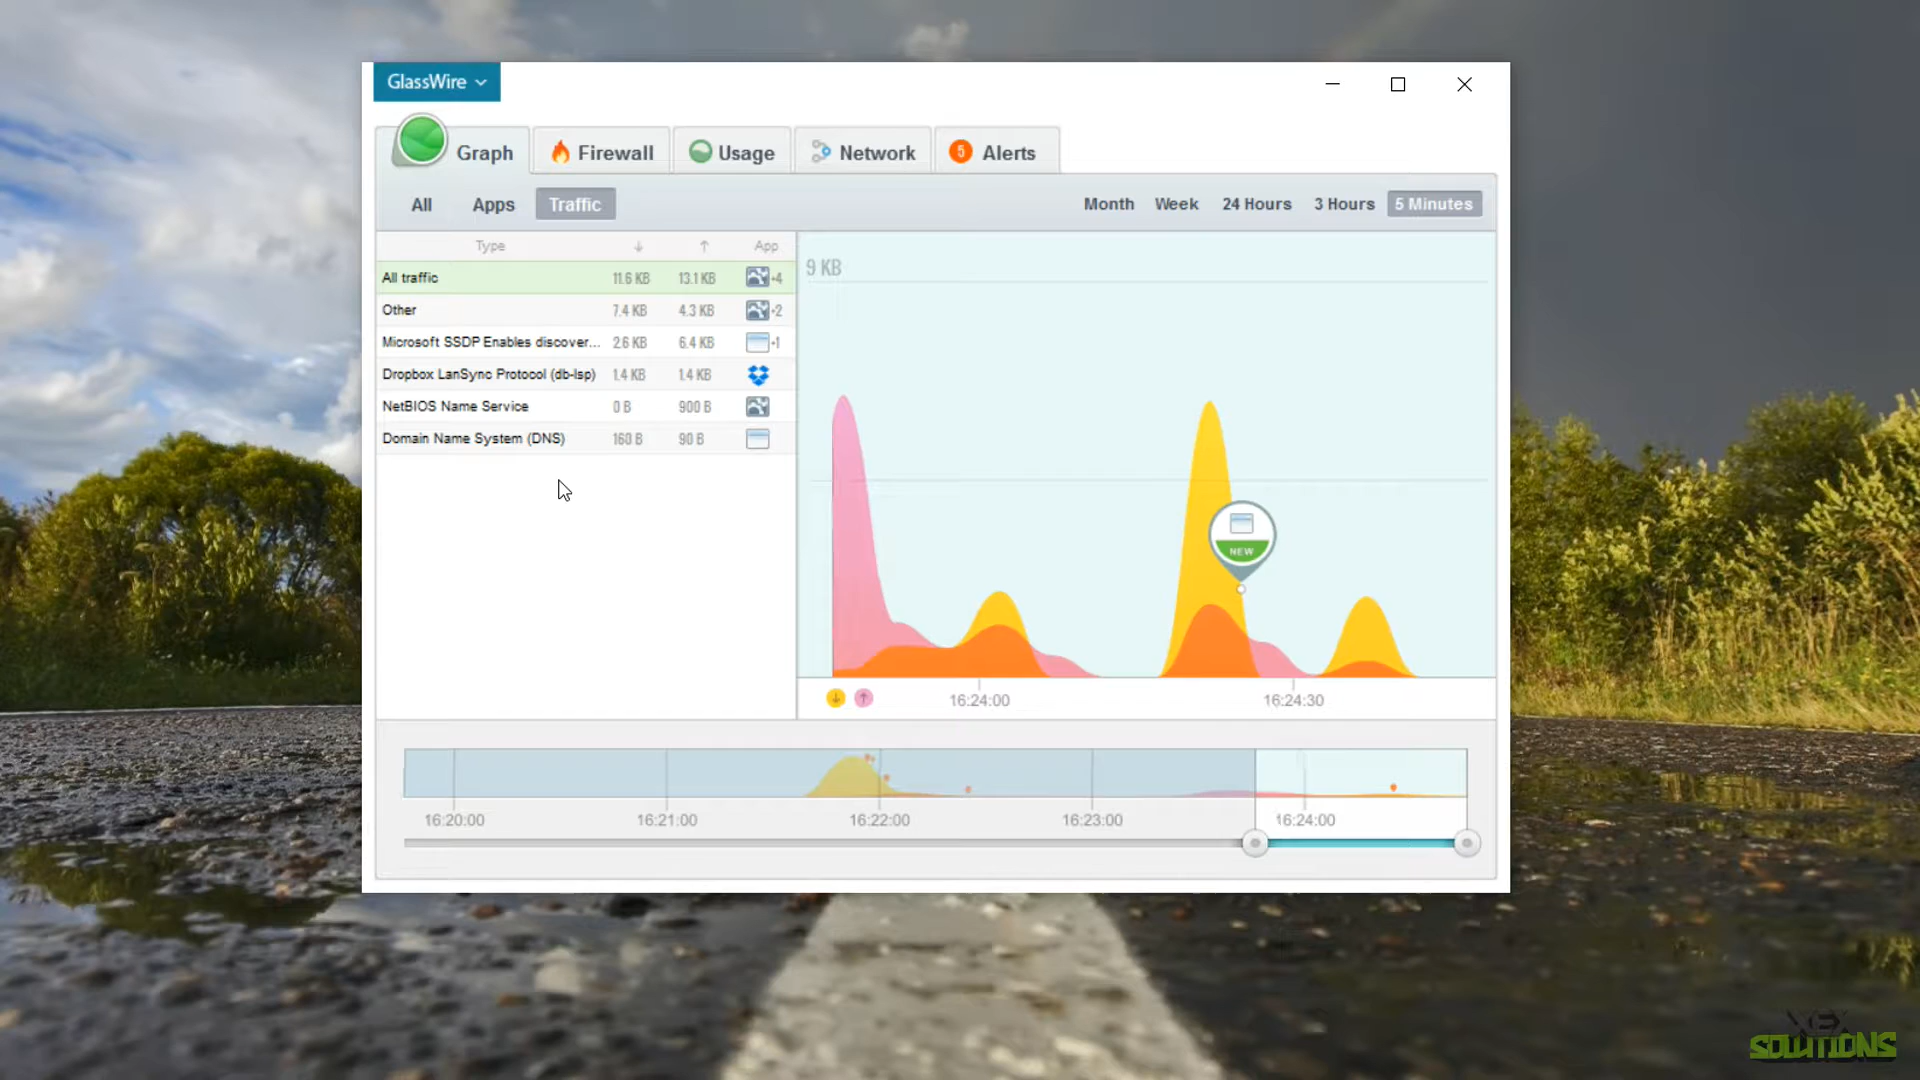 GlassWire
Graph
Firewall
Usage
Network
5 Alerts
All Apps Traffic
Month Week 24 Hours 3 Hours 5 Minutes
Type ↓ ↑ App
All traffic 11.6 KB 13.1 KB +4
Other 7.4 KB 4.3 KB +2
Microsoft SSDP Enables discover... 2.6 KB 6.4 KB +1
Dropbox LanSync Protocol (db-lsp) 1.4 KB 1.4 KB
NetBIOS Name Service 0 B 900 B
Domain Name System (DNS) 160 B 90 B
9 KB
NEW
16:24:00 16:24:30
16:20:00 16:21:00 16:22:00 16:23:00 16:24:00
XEX
SOLUTIONS